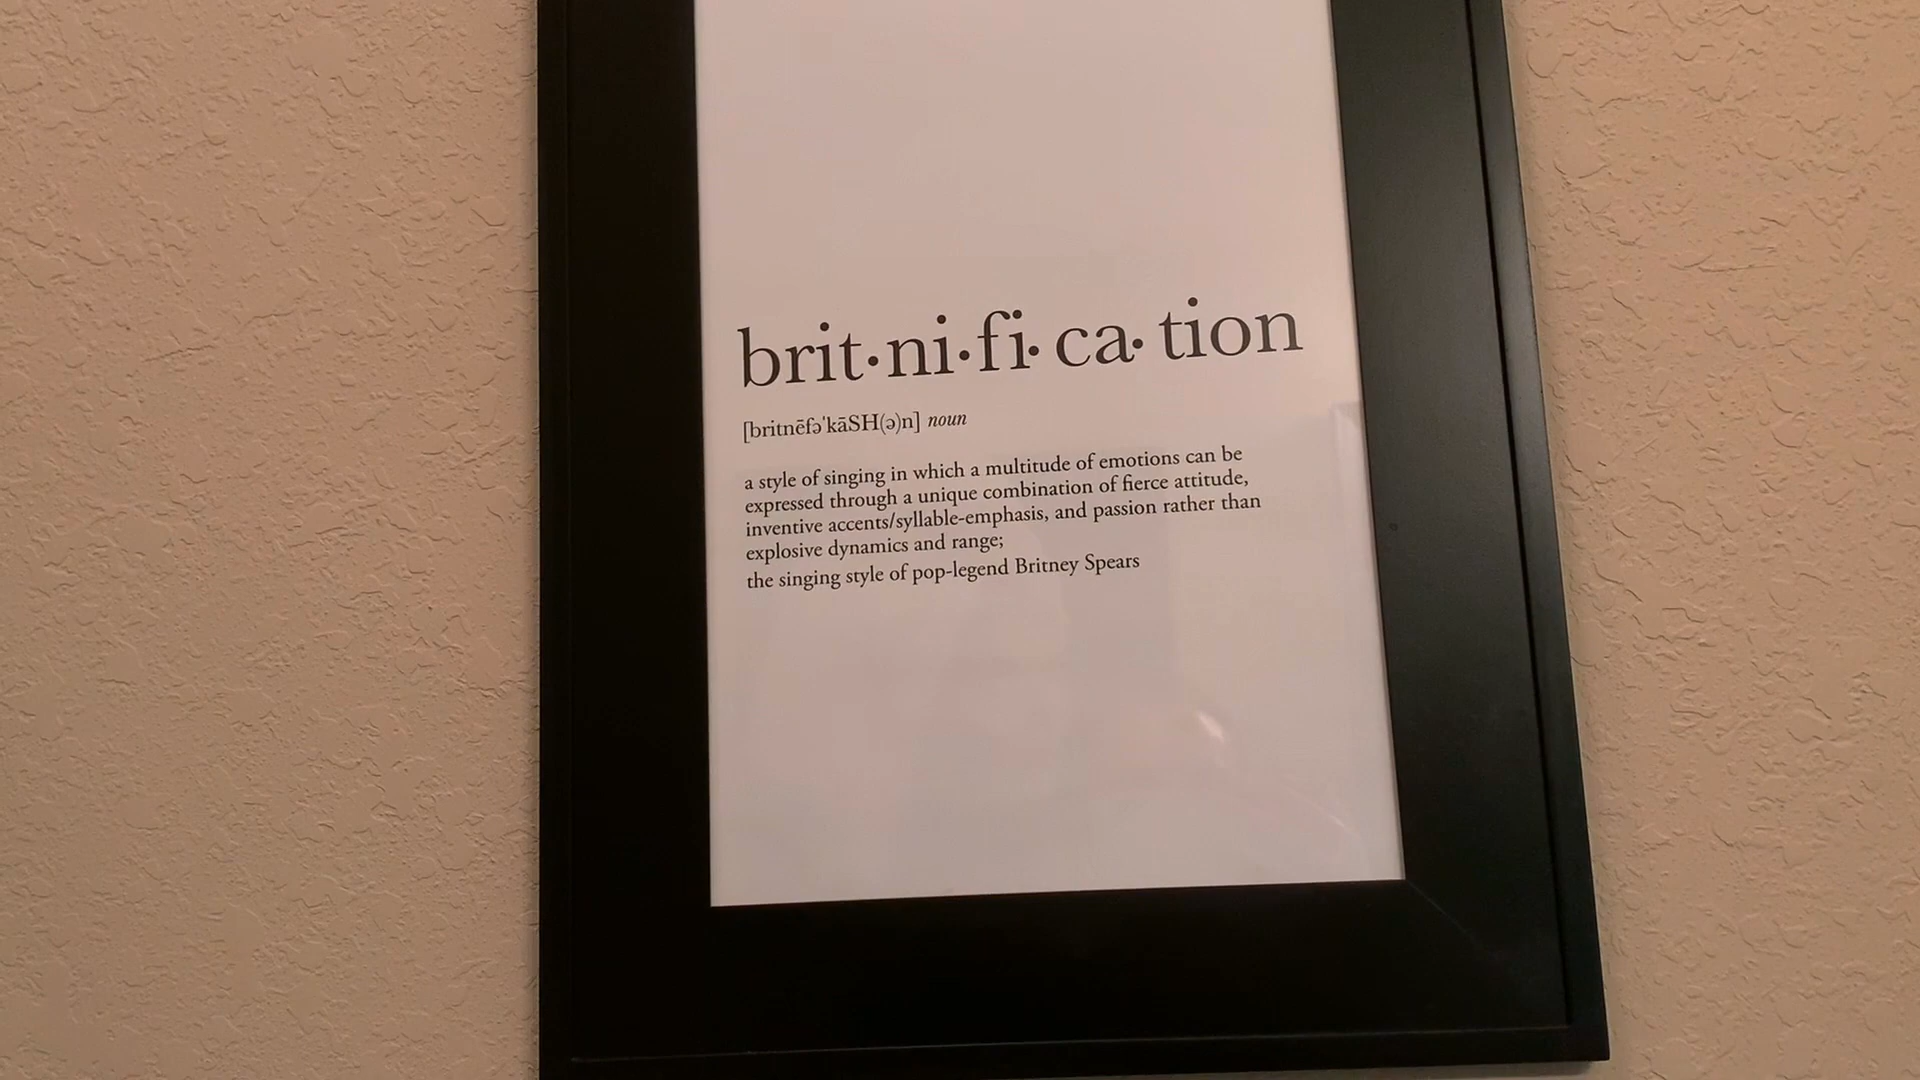 brit·ni·fi·ca·tion
[britnēfə'kāSH(ə)n] noun
a style of singing in which a multitude of emotions can be
expressed through a unique combination of fierce attitude,
inventive accents/syllable-emphasis, and passion rather than
explosive dynamics and range;
the singing style of pop-legend Britney Spears